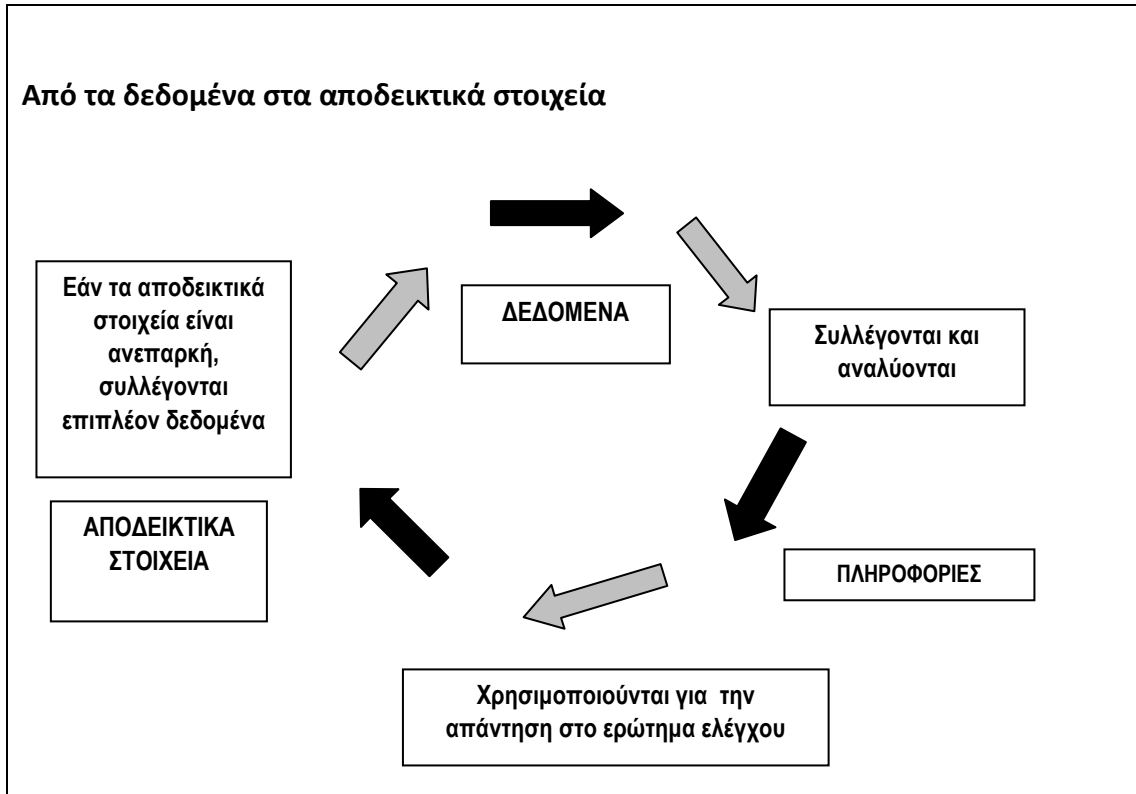 Από τα δεδομένα στα αποδεικτικά στοιχεία
ΔΕΔΟΜΕΝΑ
Συλλέγονται και
αναλύονται
ΠΛΗΡΟΦΟΡΙΕΣ
Χρησιμοποιούνται για την
απάντηση στο ερώτημα ελέγχου
ΑΠΟΔΕΙΚΤΙΚΑ
ΣΤΟΙΧΕΙΑ
Εάν τα αποδεικτικά
στοιχεία είναι
ανεπαρκή,
συλλέγονται
επιπλέον δεδομένα